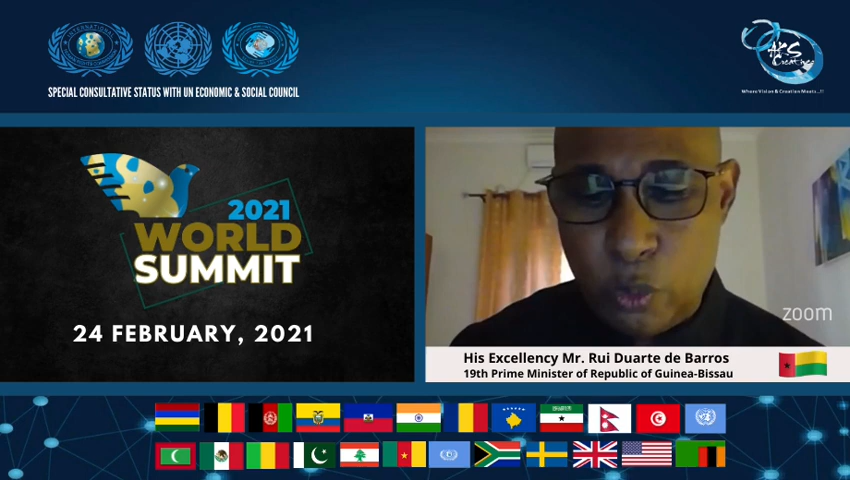 SPECIAL CONSULTATIVE STATUS WITH UN ECONOMIC & SOCIAL COUNCIL
Where Vision & Creation Meets...!!
2021
WORLD
SUMMIT
24 FEBRUARY, 2021
zoom
His Excellency Mr. Rui Duarte de Barros
19th Prime Minister of Republic of Guinea-Bissau